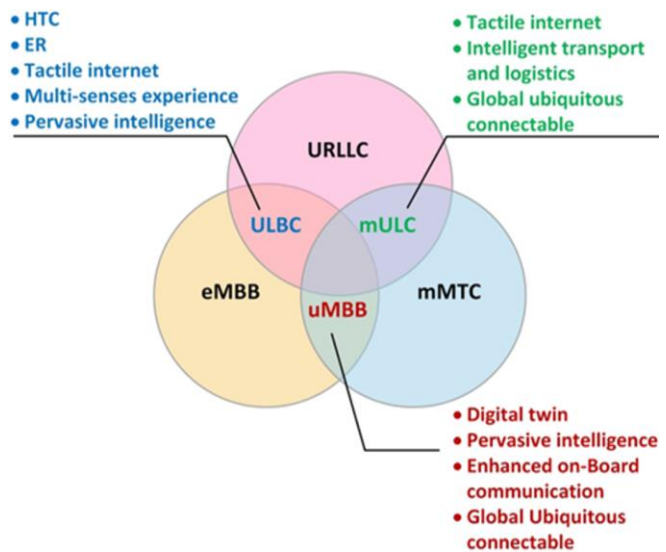 • HTC
• ER
• Tactile internet
• Multi-senses experience
• Pervasive intelligence
• Tactile internet
• Intelligent transport
and logistics
• Global ubiquitous
connectable
URLLC
ULBC
mULC
eMBB
uMBB
mMTC
• Digital twin
• Pervasive intelligence
• Enhanced on-Board
communication
• Global Ubiquitous
connectable